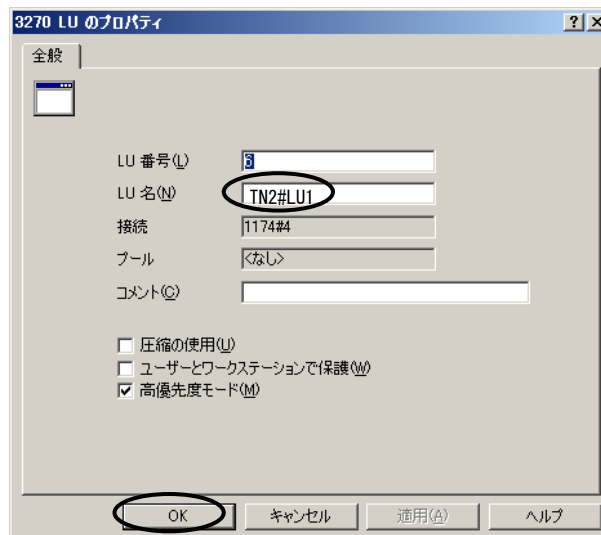 3270 LU のプロパティ
全般
LU 番号(L) 6
LU 名(N) TN2#LU1
接続 1174#4
プール <なし>
コメント(C)
圧縮の使用(U)
ユーザーとワークステーションで保護(W)
高優先度モード(M)
OK キャンセル 適用(A) ヘルプ